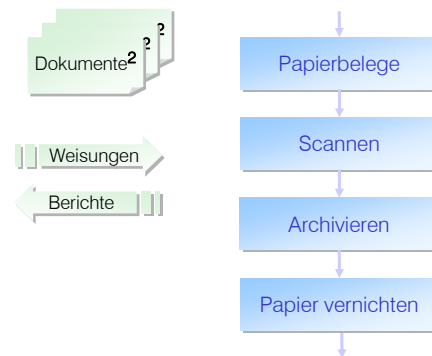 Dokumente²
2
2
Weisungen
Berichte
Papierbelege
Scannen
Archivieren
Papier vernichten